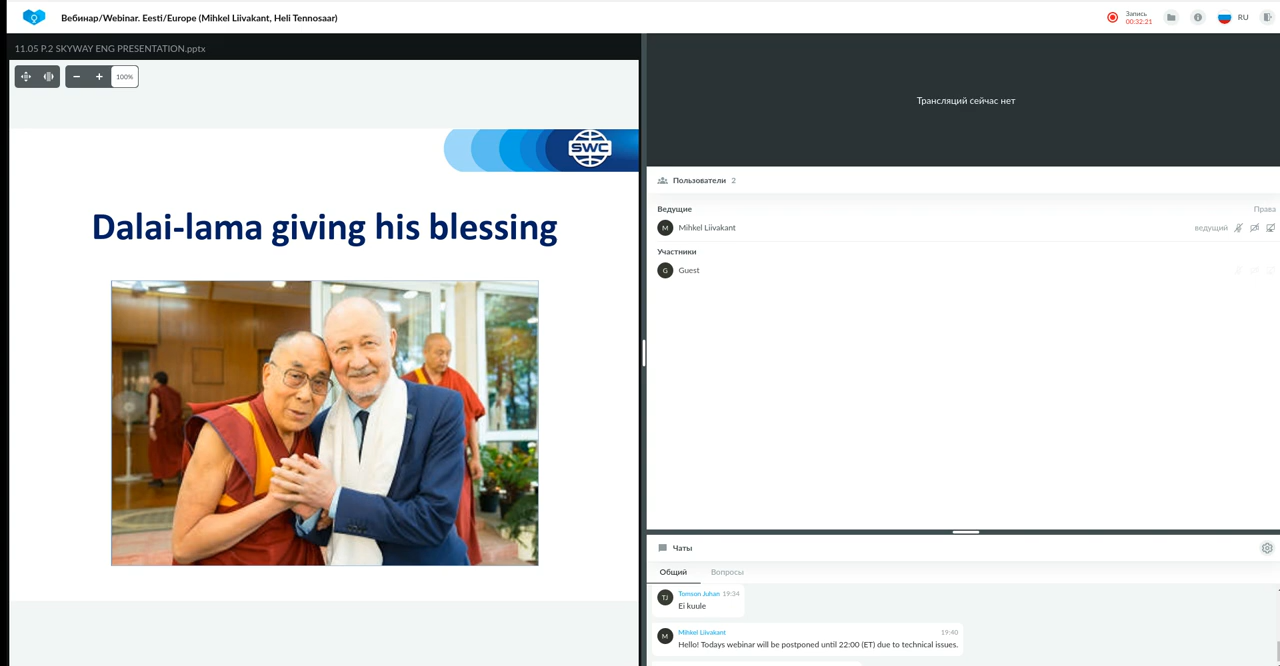 Вебинар/Webinar. Eesti/Europe (Mihkel Liivakant, Heli Tennosaar)
Запись
00:32:21
RU
11.05 P.2 SKYWAY ENG PRESENTATION.pptx
100%
SWC
Dalai-lama giving his blessing
Трансляций сейчас нет
Пользователи 2
Ведущие
Права
M
Mihkel Liivakant
ведущий
Участники
G
Guest
Чаты
Общий
Вопросы
TJ
Tomson Juhan 19:34
Ei kuule
M
Mihkel Liivakant 19:40
Hello! Todays webinar will be postponed until 22:00 (ET) due to technical issues.